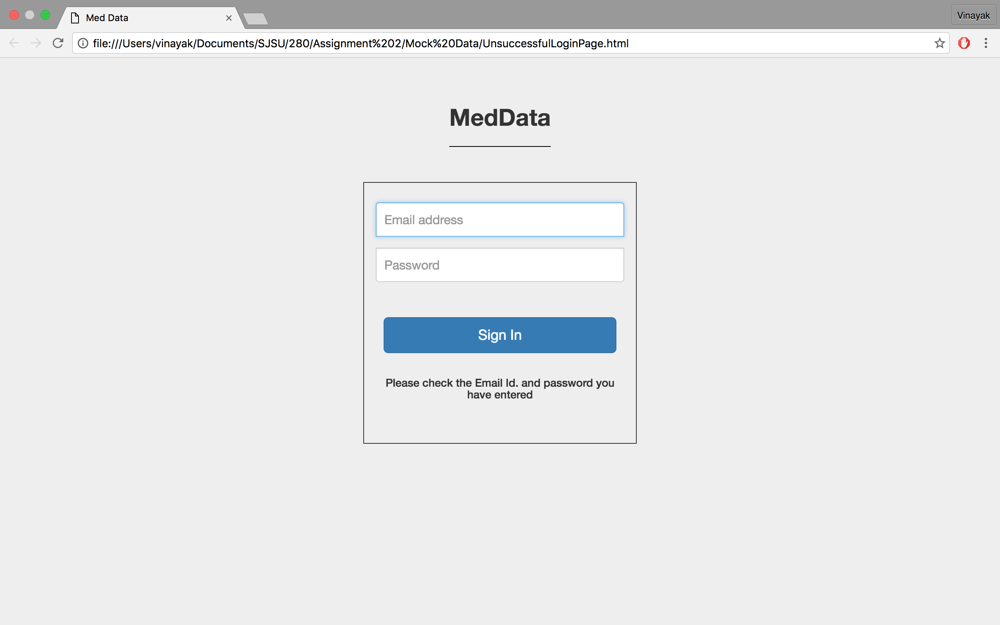 Med Data
Vinayak
file:///Users/vinayak/Documents/SJSU/280/Assignment%202/Mock%20Data/UnsuccessfulLoginPage.html
MedData
Email address
Password
Sign In
Please check the Email Id. and password you
have entered